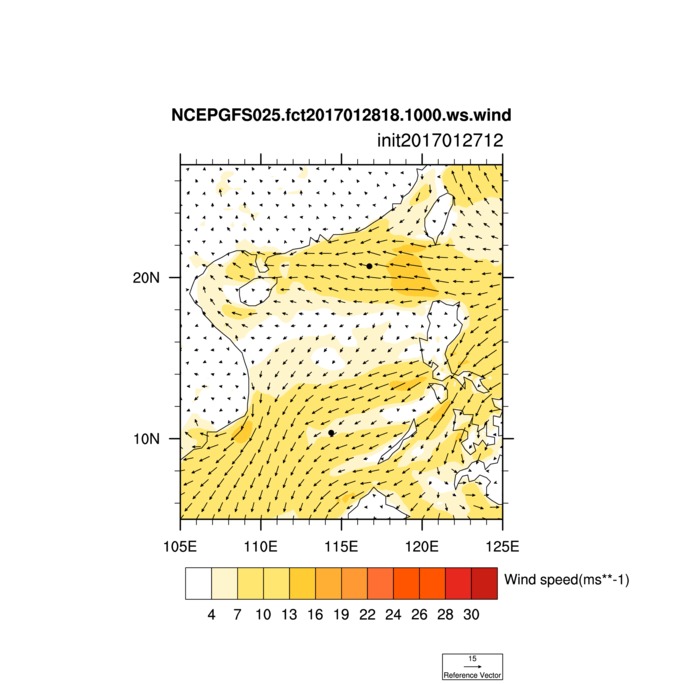 NCEPGFS025.fct2017012818.1000.ws.wind
init2017012712
20N
10N
105E 110E 115E 120E 125E
Wind speed(ms**-1)
4 7 10 13 16 19 22 24 26 28 30
15
Reference Vector